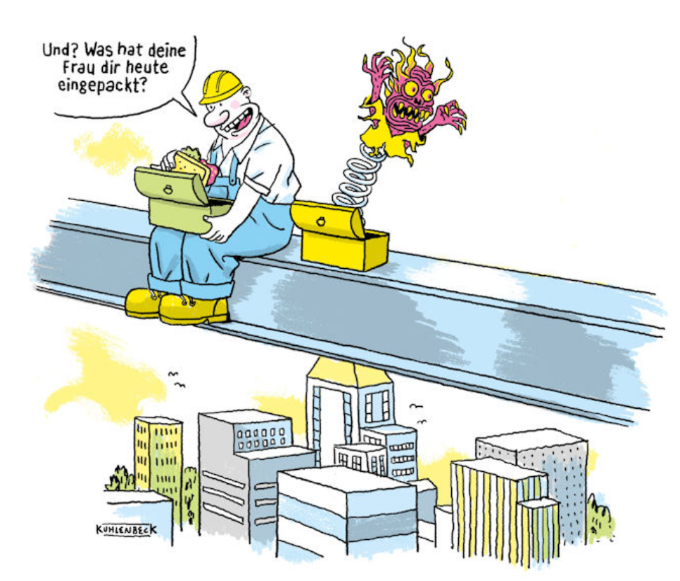 Und? Was hat deine
Frau dir heute
eingepackt?
KUHLENBECK